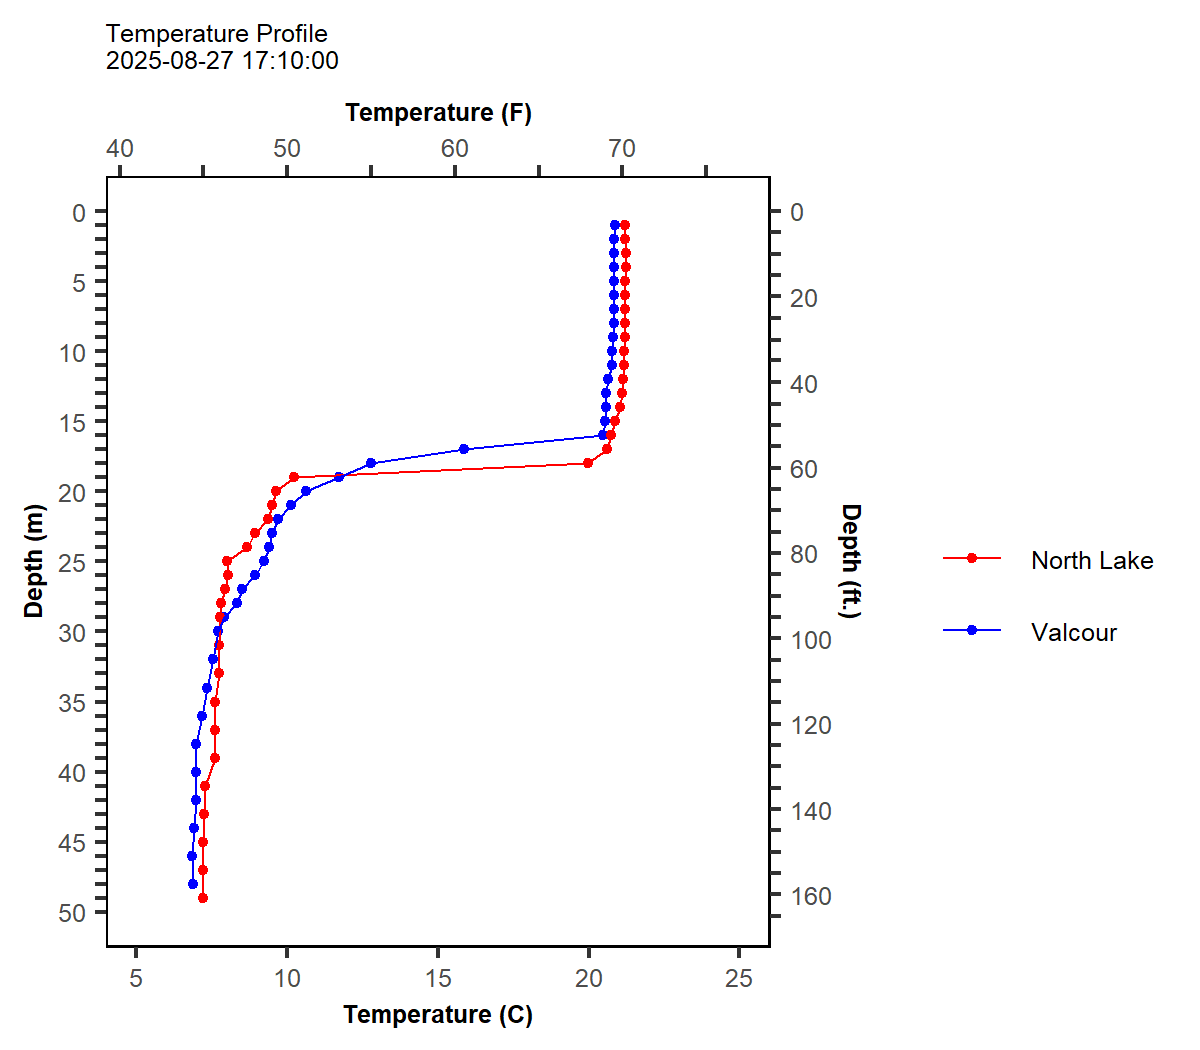 Temperature Profile
2025-08-27 17:10:00
Temperature (F)
40 50 60 70
0
5
10
15
20
25
30
35
40
45
50
Depth (m)
0
20
40
60
80
100
120
140
160
Depth (ft.)
North Lake
Valcour
5 10 15 20 25
Temperature (C)